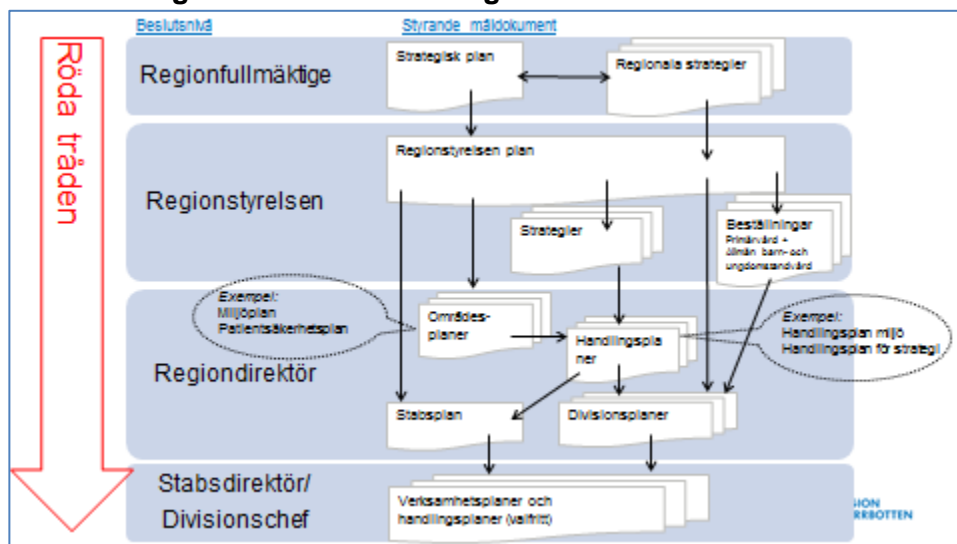 Beslutsnivå
Styrande måldokument
Röda tråden
Regionfullmäktige
Strategisk plan
Regionala strategier
Regionstyrelsen
Regionstyrelsen plan
Strategier
Beställningar
Primärvård +
allmän barn- och
ungdomstandvård
Regiondirektör
Exempel:
Miljöplan
Patientsäkerhetsplan
Områdes-
planer
Handlingspla
ner
Exempel:
Handlingsplan miljö
Handlingsplan för strategi
Stabsplan
Divisionsplaner
Stabsdirektör/
Divisionschef
Verksamhetsplaner och
handlingsplaner (valfritt)
GION
RRBOTTEN